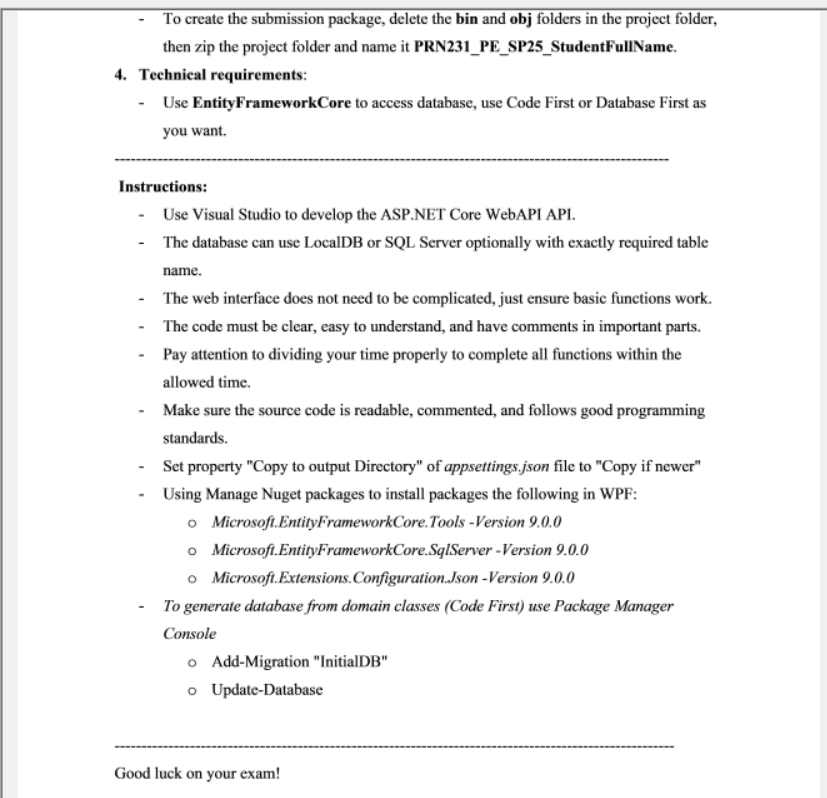 - To create the submission package, delete the bin and obj folders in the project folder,
then zip the project folder and name it PRN231_PE_SP25_StudentFullName.
4. Technical requirements:
- Use EntityFrameworkCore to access database, use Code First or Database First as
you want.
Instructions:
- Use Visual Studio to develop the ASP.NET Core WebAPI API.
- The database can use LocalDB or SQL Server optionally with exactly required table
name.
- The web interface does not need to be complicated, just ensure basic functions work.
- The code must be clear, easy to understand, and have comments in important parts.
- Pay attention to dividing your time properly to complete all functions within the
allowed time.
- Make sure the source code is readable, commented, and follows good programming
standards.
- Set property "Copy to output Directory" of appsettings.json file to "Copy if newer"
- Using Manage Nuget packages to install packages the following in WPF:
o Microsoft.EntityFrameworkCore.Tools -Version 9.0.0
o Microsoft.EntityFrameworkCore.SqlServer -Version 9.0.0
o Microsoft.Extensions.Configuration.Json -Version 9.0.0
- To generate database from domain classes (Code First) use Package Manager
Console
o Add-Migration "InitialDB"
o Update-Database
Good luck on your exam!